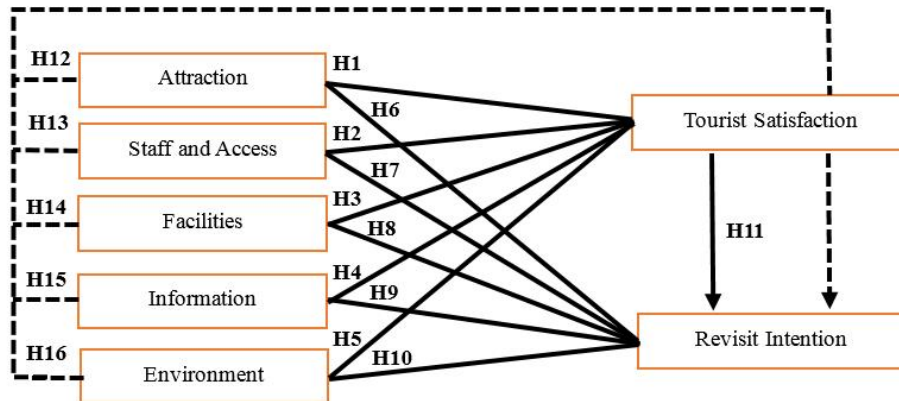 H12
Attraction
H1
H6
Tourist Satisfaction
H13
Staff and Access
H2
H7
H14
Facilities
H3
H8
H11
H15
Information
H4
H9
Revisit Intention
H16
Environment
H5
H10